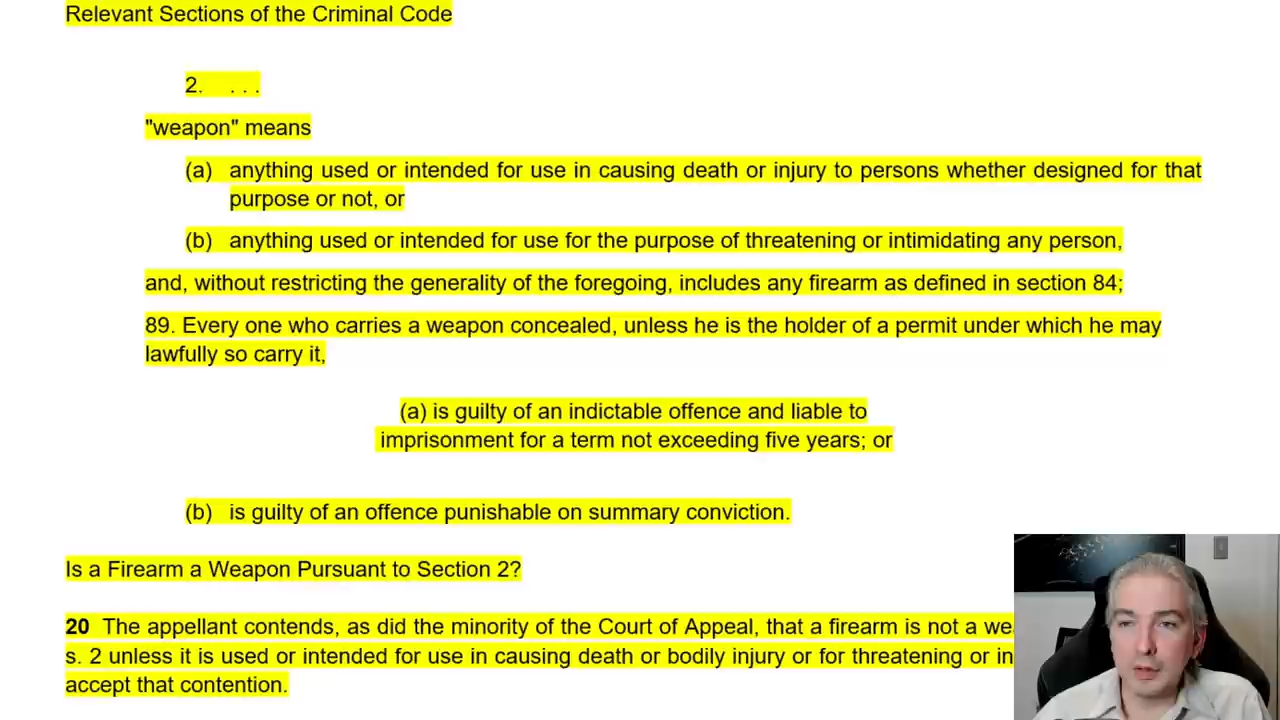 Relevant Sections of the Criminal Code
2. . . .
"weapon" means
(a) anything used or intended for use in causing death or injury to persons whether designed for that
purpose or not, or
(b) anything used or intended for use for the purpose of threatening or intimidating any person,
and, without restricting the generality of the foregoing, includes any firearm as defined in section 84;
89. Every one who carries a weapon concealed, unless he is the holder of a permit under which he may
lawfully so carry it,
(a) is guilty of an indictable offence and liable to
imprisonment for a term not exceeding five years; or
(b) is guilty of an offence punishable on summary conviction.
Is a Firearm a Weapon Pursuant to Section 2?
20 The appellant contends, as did the minority of the Court of Appeal, that a firearm is not a
s. 2 unless it is used or intended for use in causing death or bodily injury or for threatening or
accept that contention.